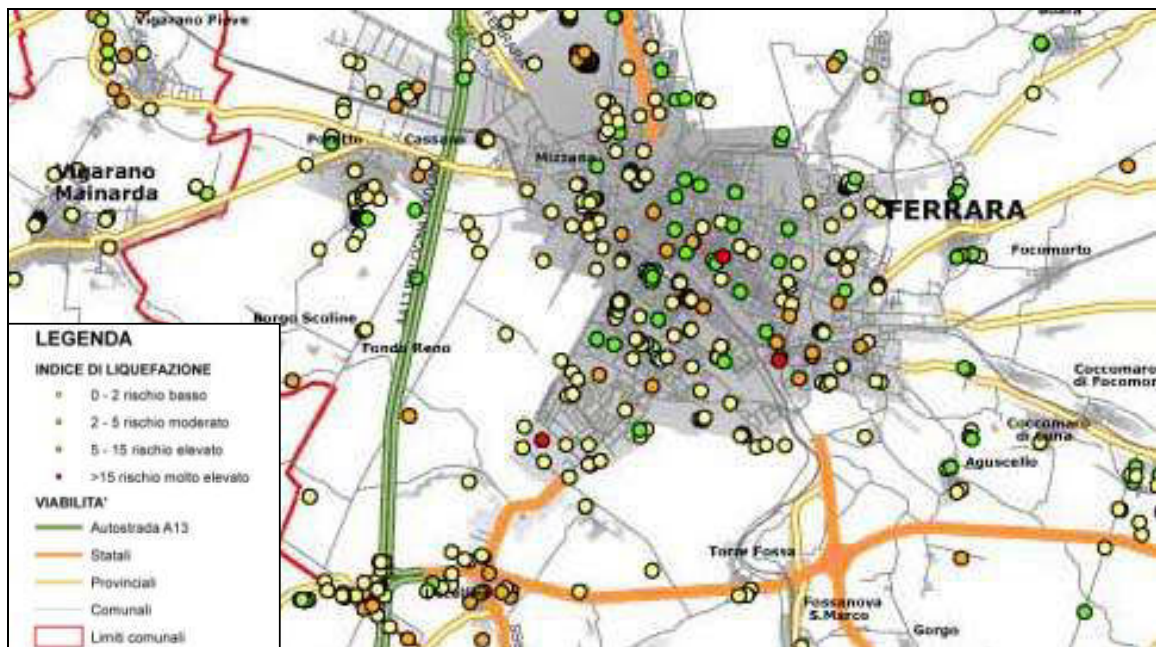 Vigarano Pieve
Porotto
Cassana
Mizzana
Vigarano
Mainarda
FERRARA
Focomorto
Borgo Scoline
Fondo Reno
LEGENDA
INDICE DI LIQUEFAZIONE
0 - 2 rischio basso
2 - 5 rischio moderato
5 - 15 rischio elevato
>15 rischio molto elevato
VIABILITA'
Autostrada A13
Statali
Provinciali
Comunali
Limiti comunali
Coccomaro
di Focomor
Coccomaro
di Cona
Aguscello
Torre Fossa
Fossanova
S.Marco
Gorgo